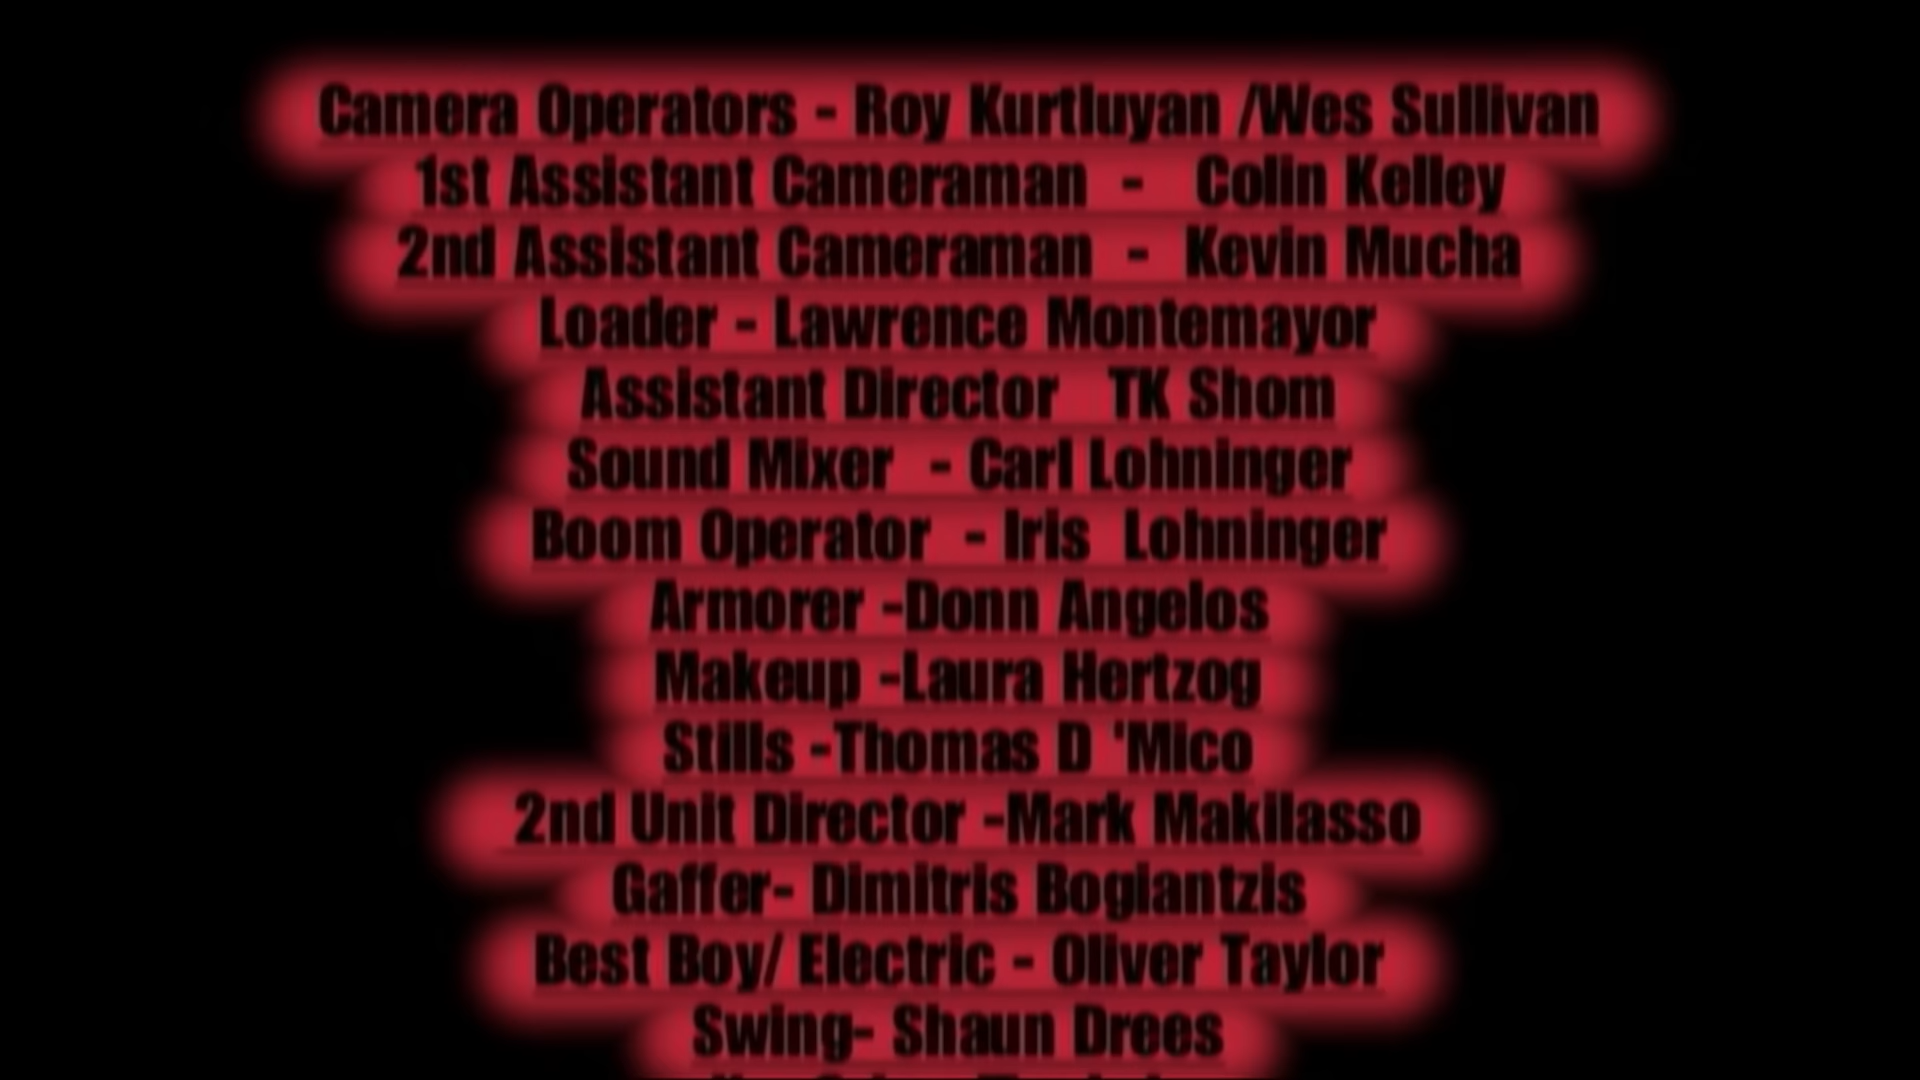 Camera Operators - Roy Kurtluyan /Wes Sullivan
1st Assistant Cameraman - Colin Kelley
2nd Assistant Cameraman - Kevin Mucha
Loader - Lawrence Montemayor
Assistant Director TK Shom
Sound Mixer - Carl Lohninger
Boom Operator - Iris Lohninger
Armorer -Donn Angelos
Makeup -Laura Hertzog
Stills -Thomas D 'Mico
2nd Unit Director -Mark Makilasso
Gaffer- Dimitris Bogiantzis
Best Boy/ Electric - Oliver Taylor
Swing- Shaun Drees